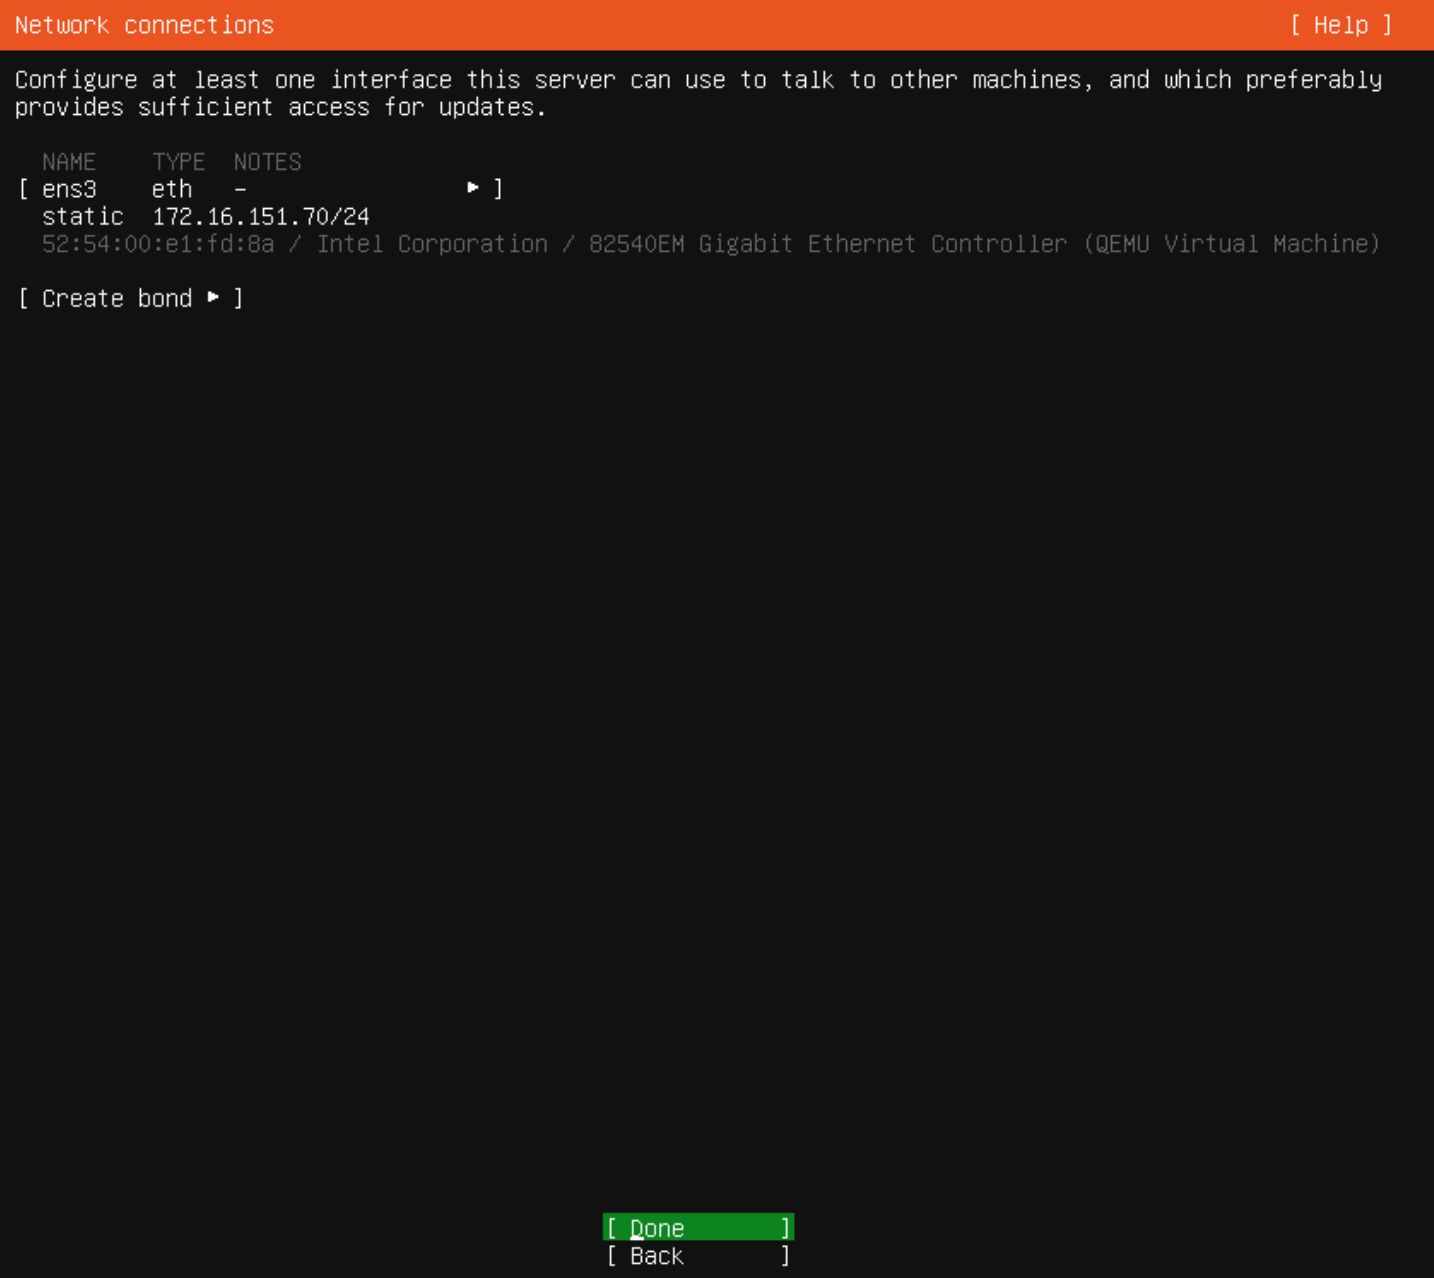 Network connections [ Help ]
Configure at least one interface this server can use to talk to other machines, and which preferably
provides sufficient access for updates.
NAME TYPE NOTES
[ ens3 eth - ▸ ]
static 172.16.151.70/24
52:54:00:e1:fd:8a / Intel Corporation / 82540EM Gigabit Ethernet Controller (QEMU Virtual Machine)
[ Create bond ▸ ]
[ Done ]
[ Back ]